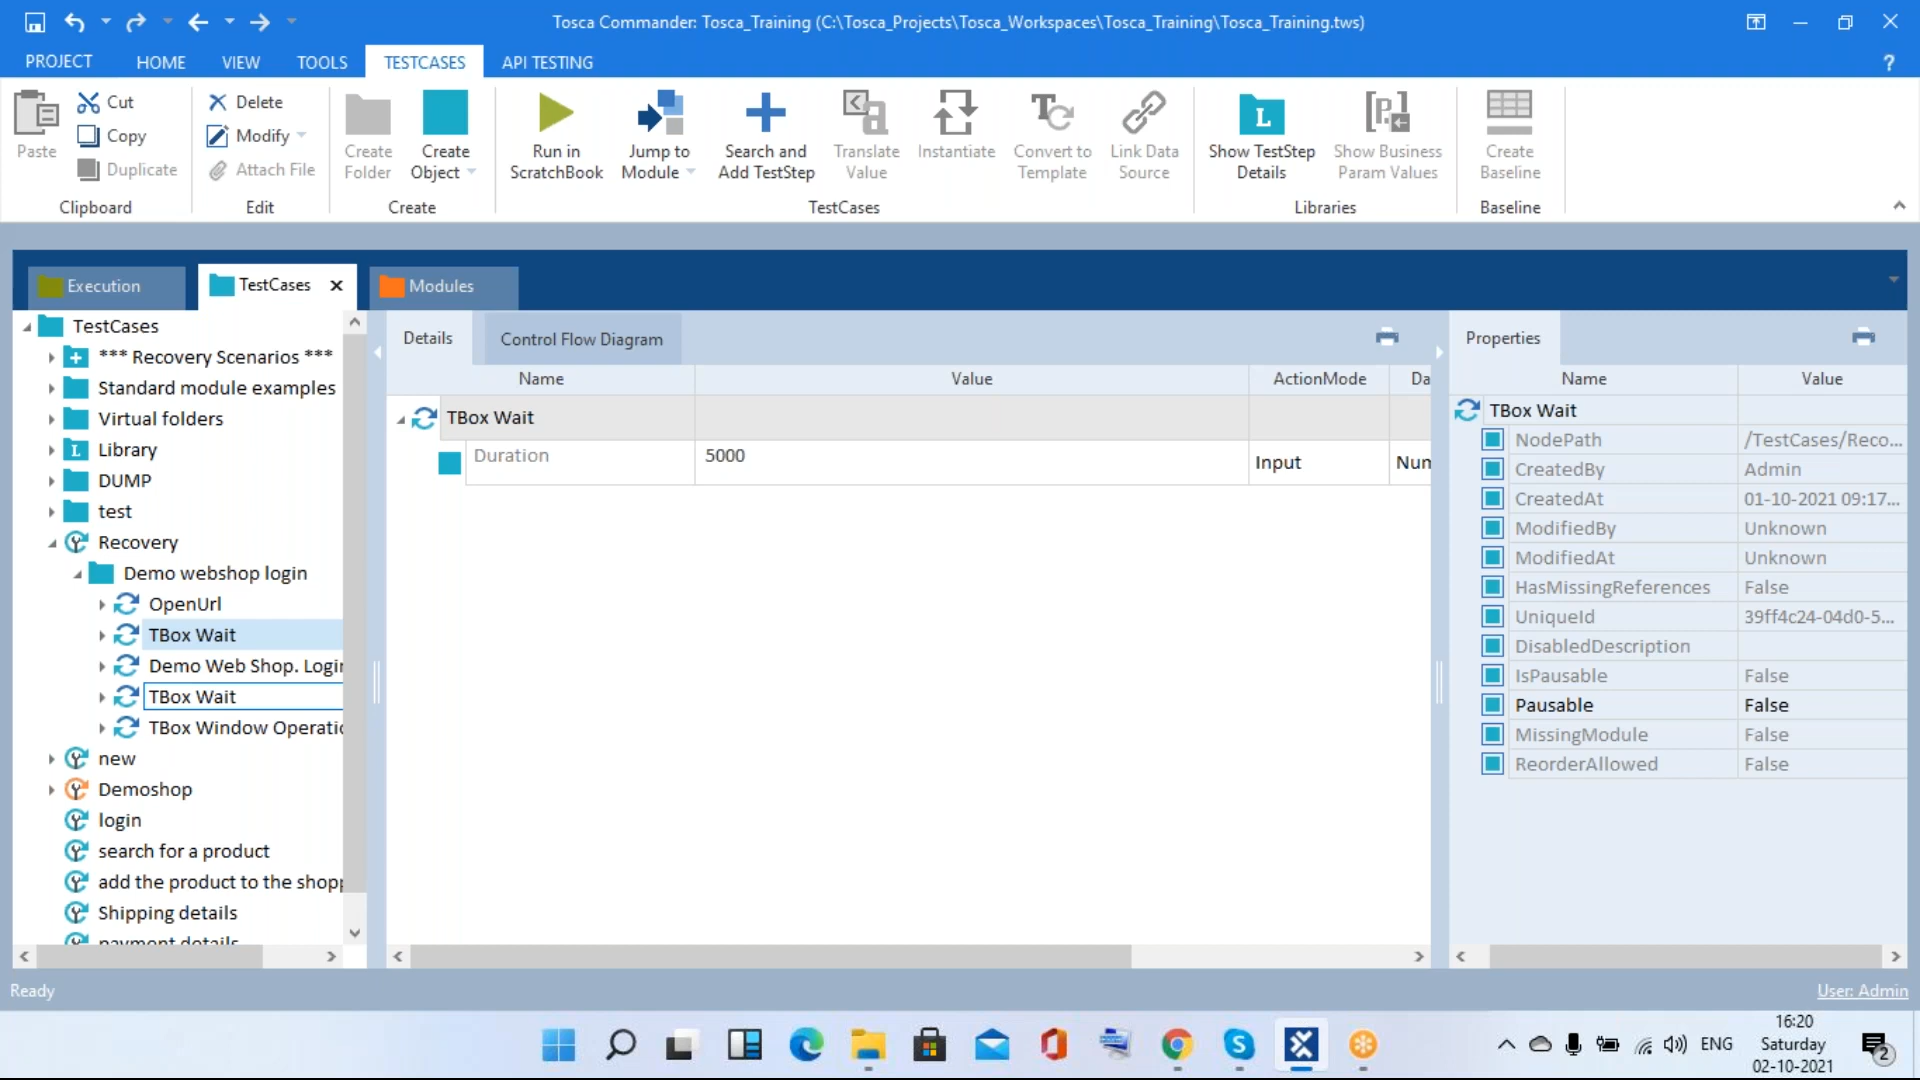 Tosca Commander: Tosca_Training (C:\Tosca_Projects\Tosca_Workspaces\Tosca_Training\Tosca_Training.tws)
PROJECT HOME VIEW TOOLS TESTCASES API TESTING ?
Paste
Cut
Copy
Duplicate
Clipboard
Delete
Modify
Attach File
Edit
Create Folder
Create Object
Create
Run in ScratchBook
Jump to Module
Search and Add TestStep
Translate Value
Instantiate
Convert to Template
Link Data Source
TestCases
L
Show TestStep Details
Show Business Param Values
Libraries
Create Baseline
Baseline
Execution
TestCases
Modules
TestCases
*** Recovery Scenarios ***
Standard module examples
Virtual folders
L Library
DUMP
test
Recovery
Demo webshop login
OpenUrl
TBox Wait
Demo Web Shop. Login
TBox Wait
TBox Window Operatio
new
Demoshop
login
search for a product
add the product to the shopp
Shipping details
payment details
Details
Control Flow Diagram
Name Value ActionMode Da
TBox Wait
Duration 5000 Input Num
Properties
Name Value
TBox Wait
NodePath /TestCases/Reco...
CreatedBy Admin
CreatedAt 01-10-2021 09:17...
ModifiedBy Unknown
ModifiedAt Unknown
HasMissingReferences False
UniqueId 39ff4c24-04d0-5...
DisabledDescription
IsPausable False
Pausable False
MissingModule False
ReorderAllowed False
Ready
User: Admin
ENG
16:20
Saturday
02-10-2021
2